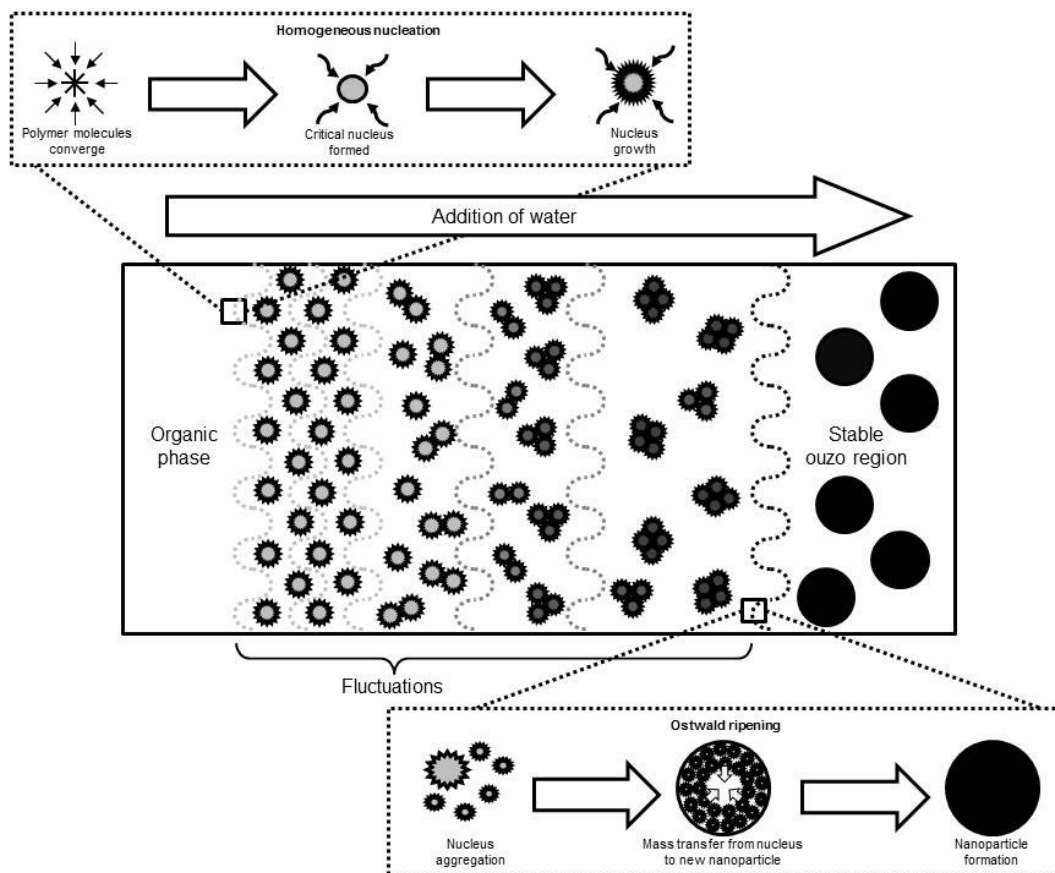 Homogeneous nucleation
Polymer molecules
converge
Critical nucleus
formed
Nucleus
growth
Addition of water
Organic
phase
Stable
ouzo region
Fluctuations
Ostwald ripening
Nucleus
aggregation
Mass transfer from nucleus
to new nanoparticle
Nanoparticle
formation